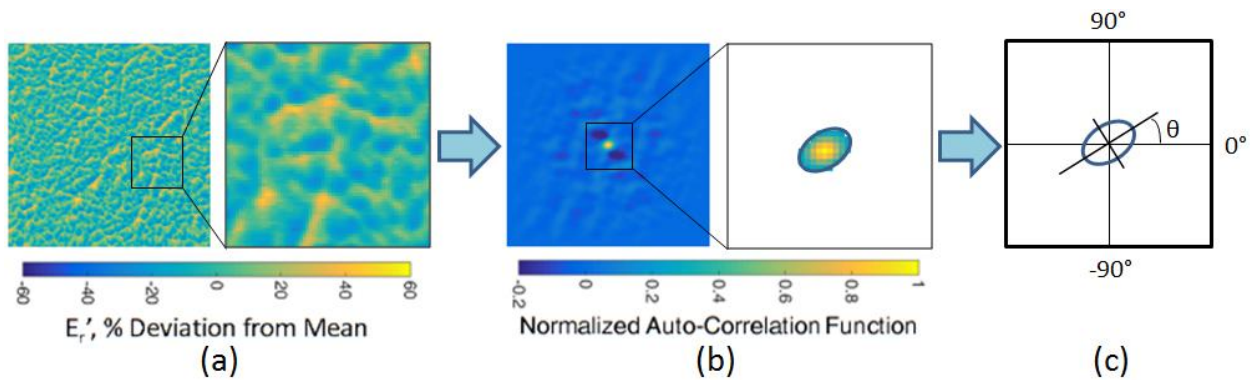 90°
θ
0°
-90°
-60
-40
-20
0
20
40
60
-0.2
0
0.2
0.4
0.6
0.8
1
E_r', % Deviation from Mean
Normalized Auto-Correlation Function
(a)
(b)
(c)